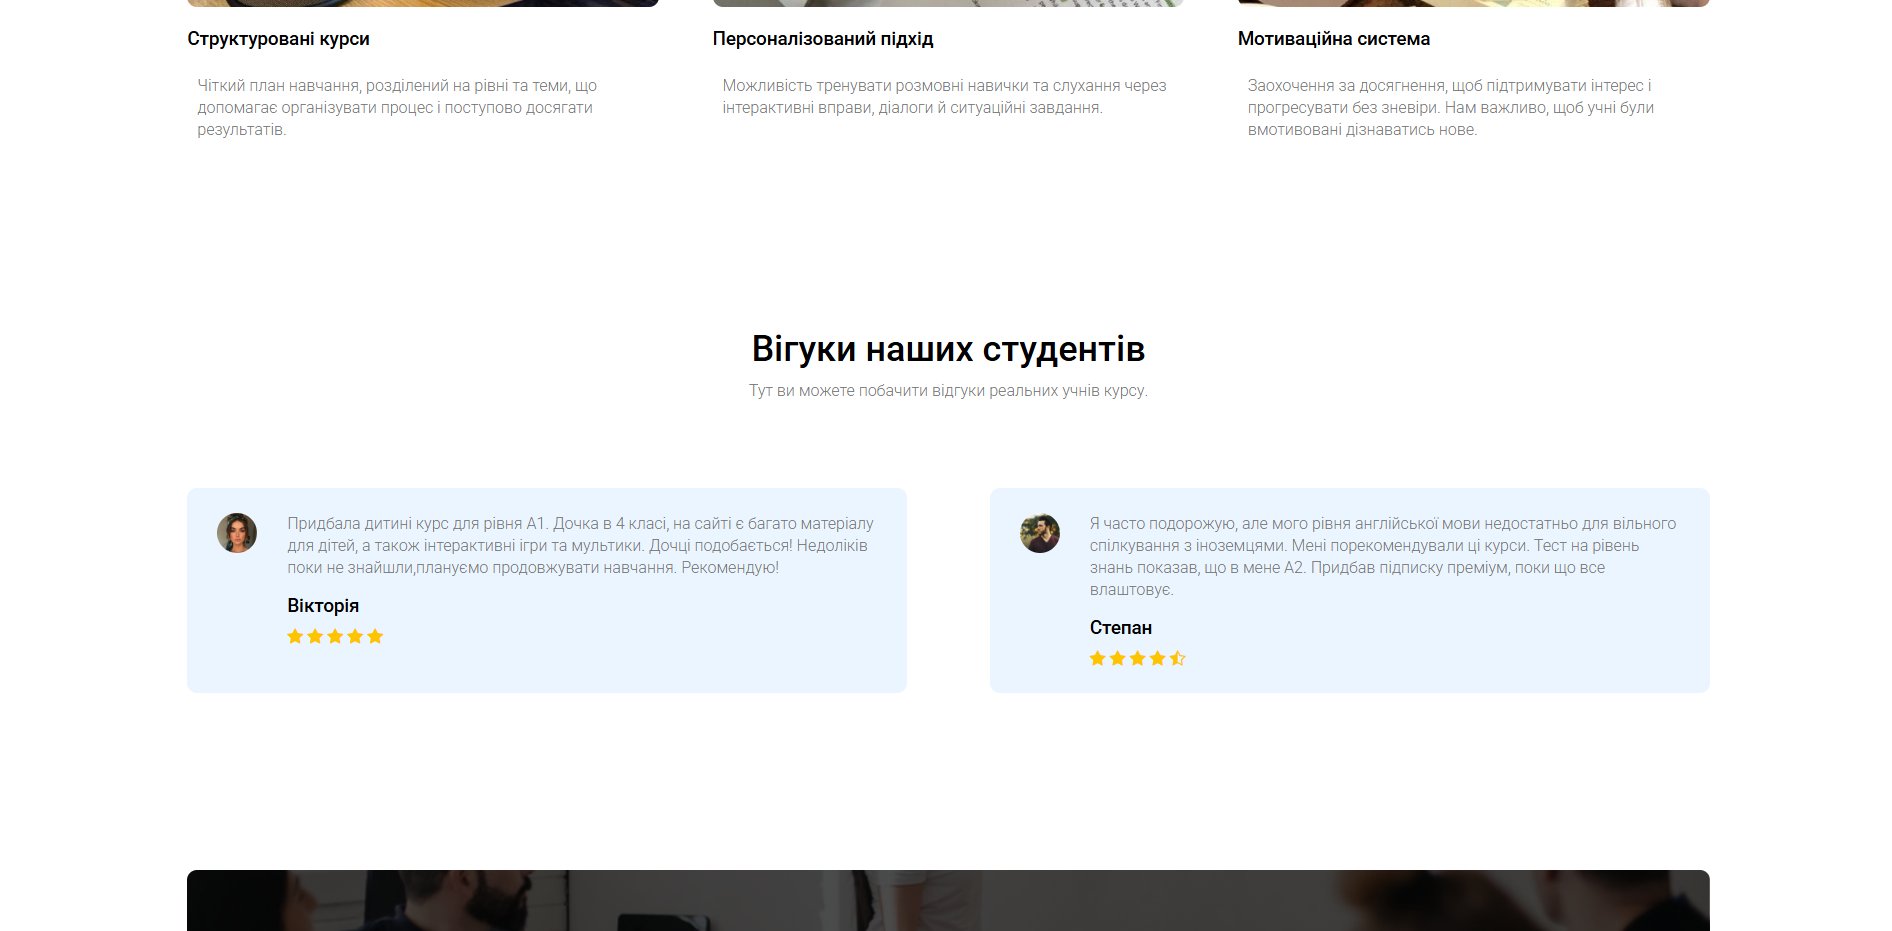 Структуровані курси
Чіткий план навчання, розділений на рівні та теми, що
допомагає організувати процес і поступово досягати
результатів.
Персоналізований підхід
Можливість тренувати розмовні навички та слухання через
інтерактивні вправи, діалоги й ситуаційні завдання.
Мотиваційна система
Заохочення за досягнення, щоб підтримувати інтерес і
прогресувати без зневіри. Нам важливо, щоб учні були
вмотивовані дізнаватись нове.
Вігуки наших студентів
Тут ви можете побачити відгуки реальних учнів курсу.
Придбала дитині курс для рівня А1. Дочка в 4 класі, на сайті є багато матеріалу
для дітей, а також інтерактивні ігри та мультики. Дочці подобається! Недоліків
поки не знайшли,плануємо продовжувати навчання. Рекомендую!
Вікторія
Я часто подорожую, але мого рівня англійської мови недостатньо для вільного
спілкування з іноземцями. Мені порекомендували ці курси. Тест на рівень
знань показав, що в мене А2. Придбав підписку преміум, поки що все
влаштовує.
Степан